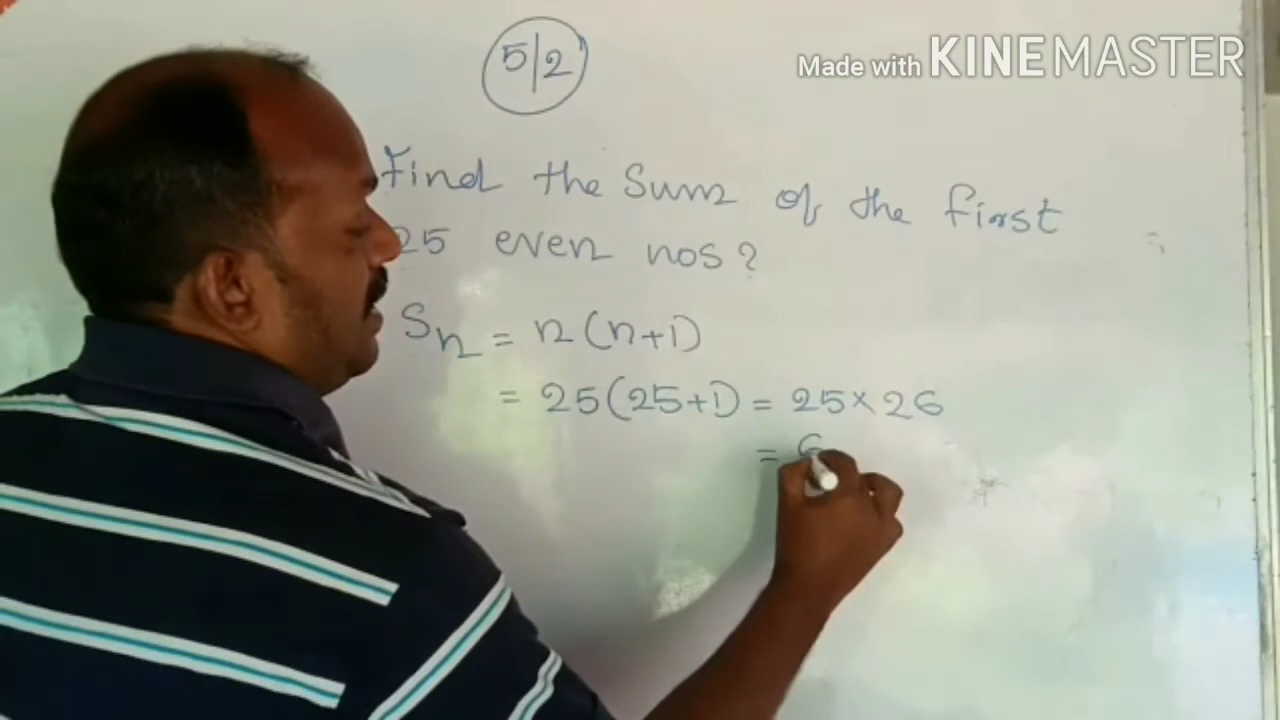 Made with KINEMASTER
5/2
Find the Sum of the first
25 even nos?
Sn = n(n+1)
= 25(25+1) = 25×26
= 6